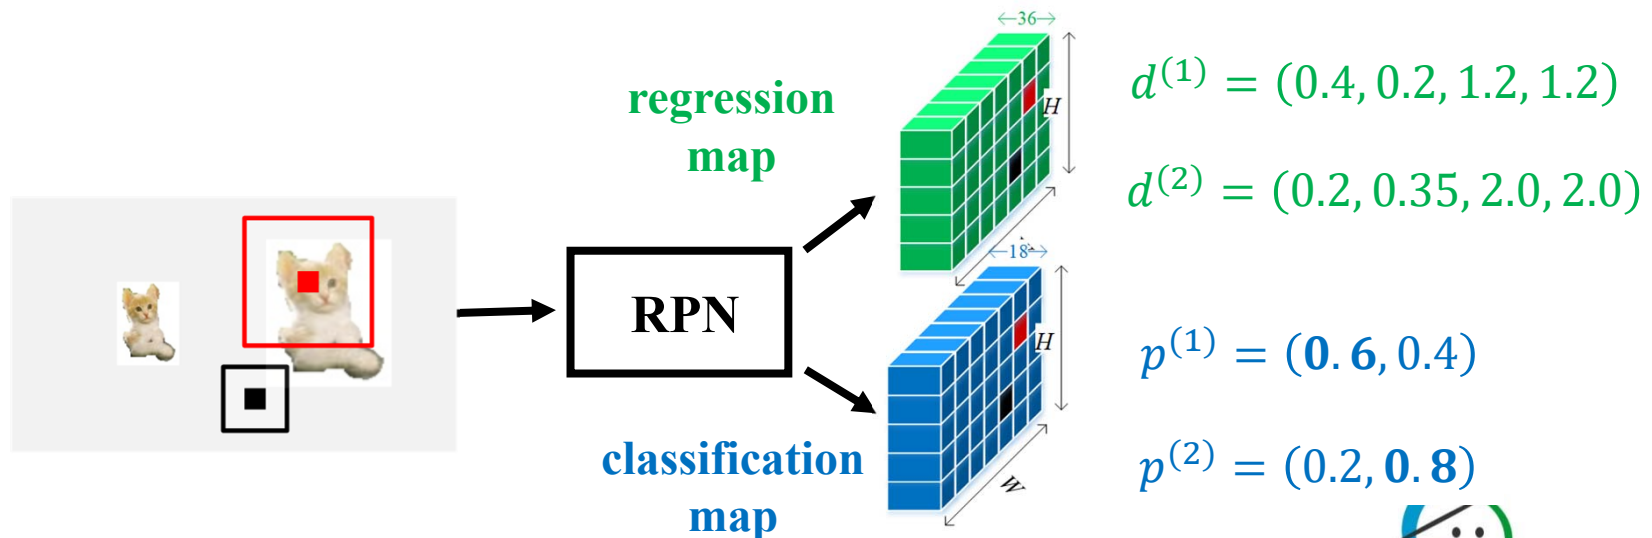 regression
map
←36→
H
d^{(1)} = (0.4, 0.2, 1.2, 1.2)
d^{(2)} = (0.2, 0.35, 2.0, 2.0)
RPN
←18→
H
W
p^{(1)} = (0.6, 0.4)
p^{(2)} = (0.2, 0.8)
classification
map